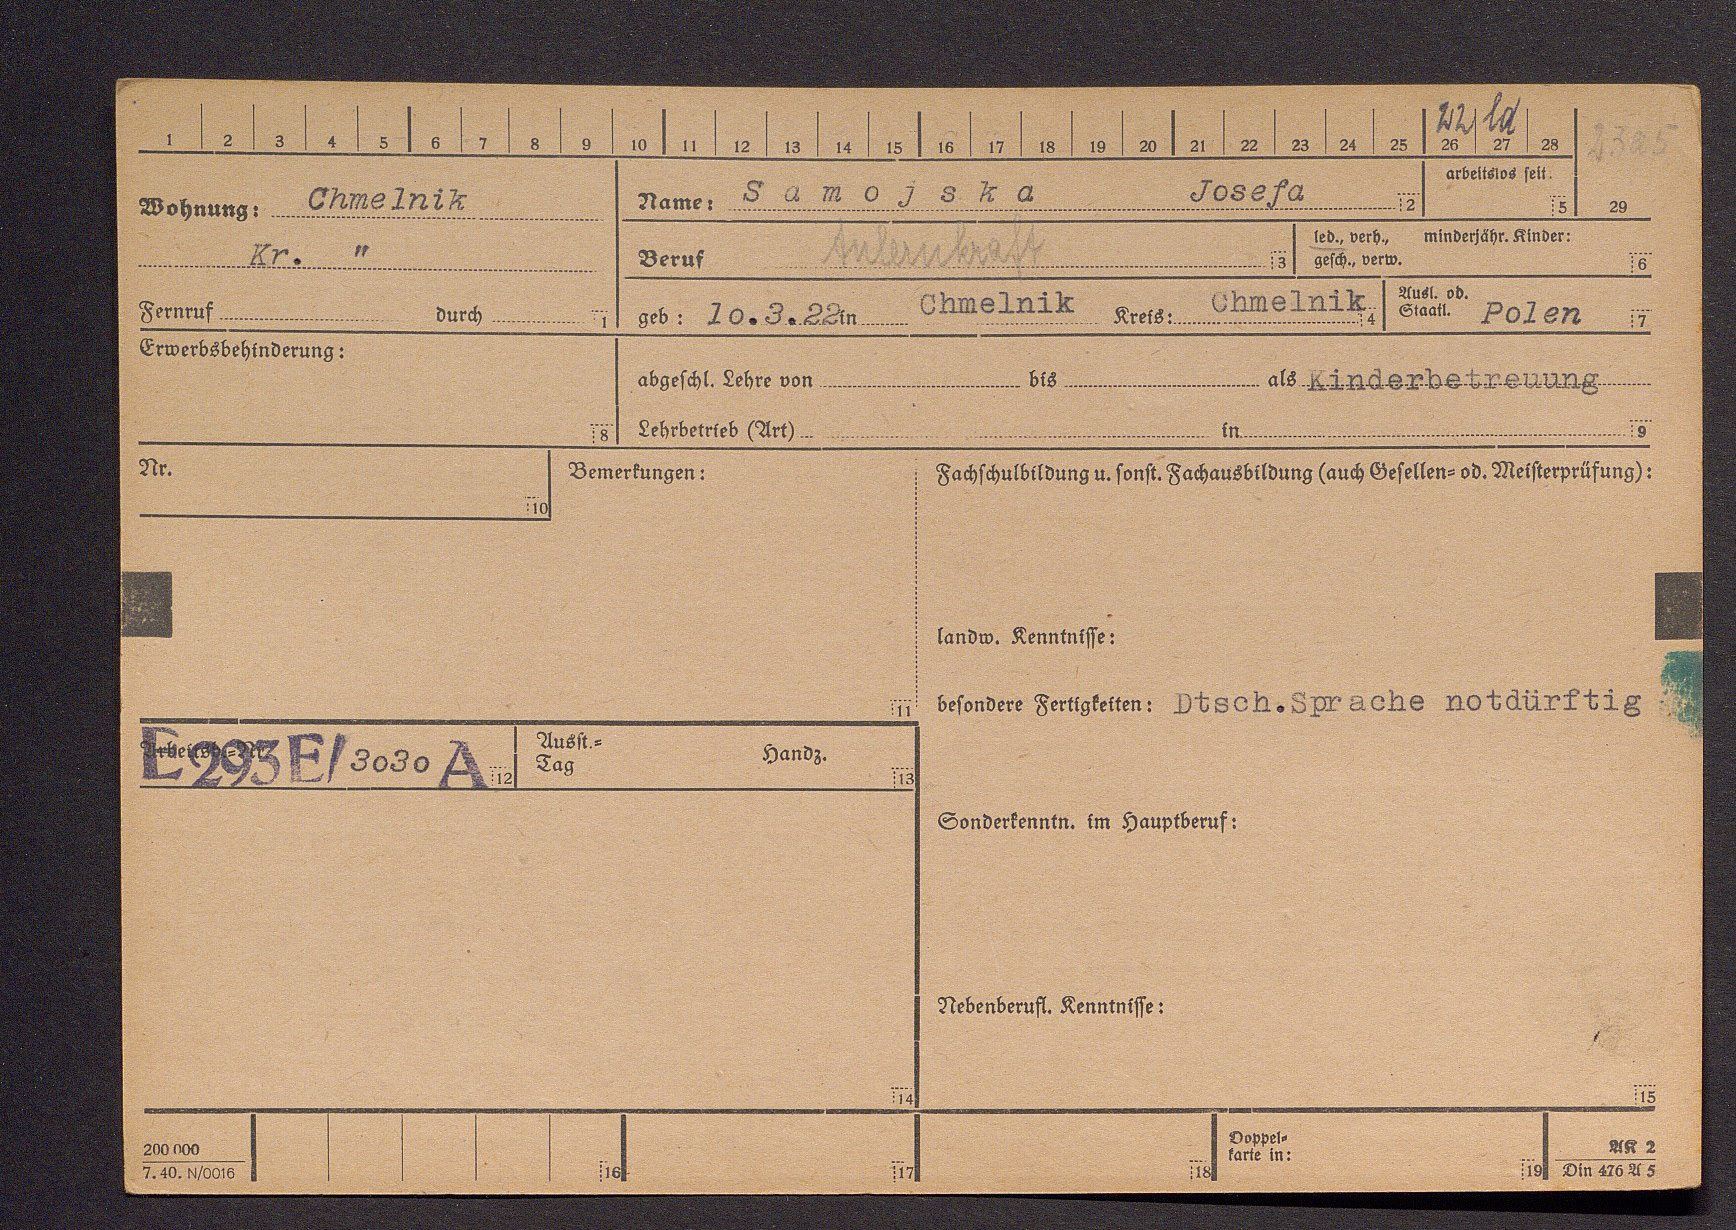 1 2 3 4 5 6 7 8 9 10 11 12 13 14 15 16 17 18 19 20 21 22 23 24 25 26 27 28
22 ld
Wohnung: Chmelnik
Kr. "
Fernruf durch 1
Name: Samojska Josefa 2
arbeitslos seit: 5
29
Beruf Anlernkraft 3
led., verh., minderjähr. Kinder:
gesch., verw. 6
geb: 10.3.22 in Chmelnik Kreis: Chmelnik 4
Ausl. od.
Staatl. Polen 7
Erwerbsbehinderung: 8
abgeschl. Lehre von bis als Kinderbetreuung
Lehrbetrieb (Art) in 9
Nr. 10
Bemerkungen: 11
Fachschulbildung u. sonst. Fachausbildung (auch Gesellen- od. Meisterprüfung):
landw. Kenntnisse:
besondere Fertigkeiten: Dtsch.Sprache notdürftig
Arbeitsb.-Nr.
E 293 E/ 3030 A 12
Ausst.-
Tag Handz. 13
Sonderkenntn. im Hauptberuf:
Nebenberufl. Kenntnisse:
14 15
200 000
7. 40. N/0016
16 17 18
Doppel-
karte in: 19
AK 2
Din 476 A 5